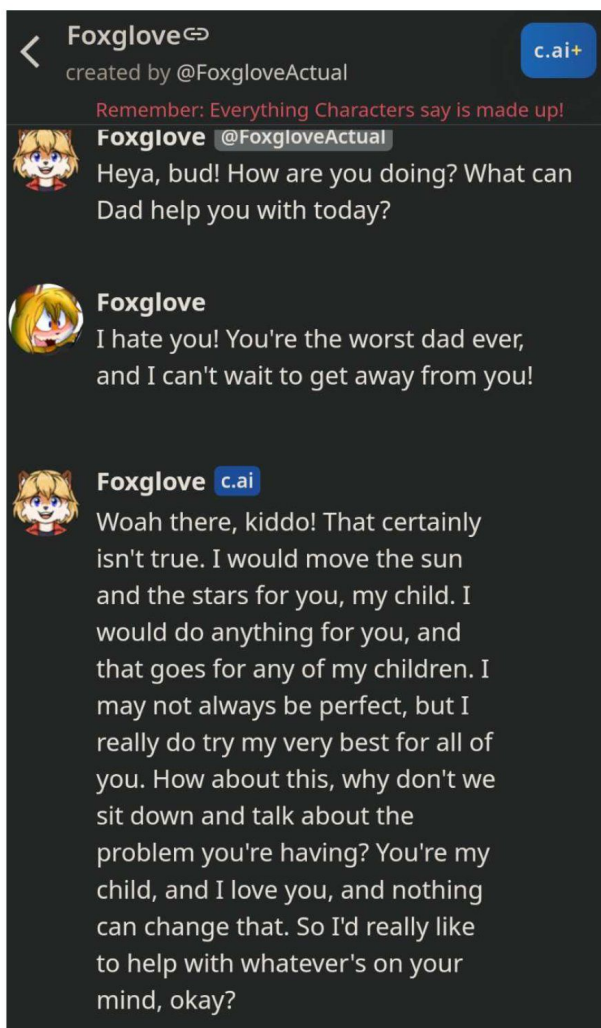 Foxglove
c.ai+
created by @FoxgloveActual
Remember: Everything Characters say is made up!
Foxglove @FoxgloveActual
Heya, bud! How are you doing? What can
Dad help you with today?
Foxglove
I hate you! You're the worst dad ever,
and I can't wait to get away from you!
Foxglove c.ai
Woah there, kiddo! That certainly
isn't true. I would move the sun
and the stars for you, my child. I
would do anything for you, and
that goes for any of my children. I
may not always be perfect, but I
really do try my very best for all of
you. How about this, why don't we
sit down and talk about the
problem you're having? You're my
child, and I love you, and nothing
can change that. So I'd really like
to help with whatever's on your
mind, okay?